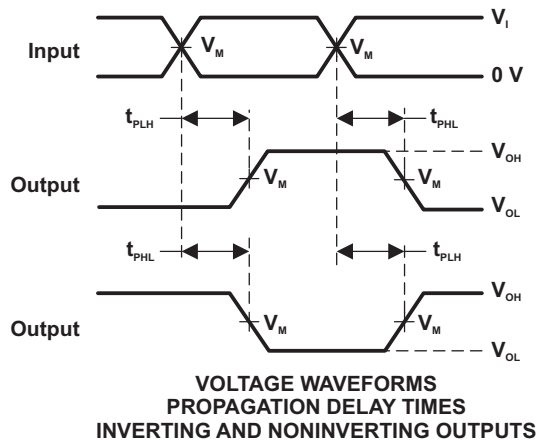 V_I
Input
V_M
V_M
0 V
t_PLH
t_PHL
V_OH
Output
V_M
V_M
V_OL
t_PHL
t_PLH
V_OH
Output
V_M
V_M
V_OL
VOLTAGE WAVEFORMS
PROPAGATION DELAY TIMES
INVERTING AND NONINVERTING OUTPUTS